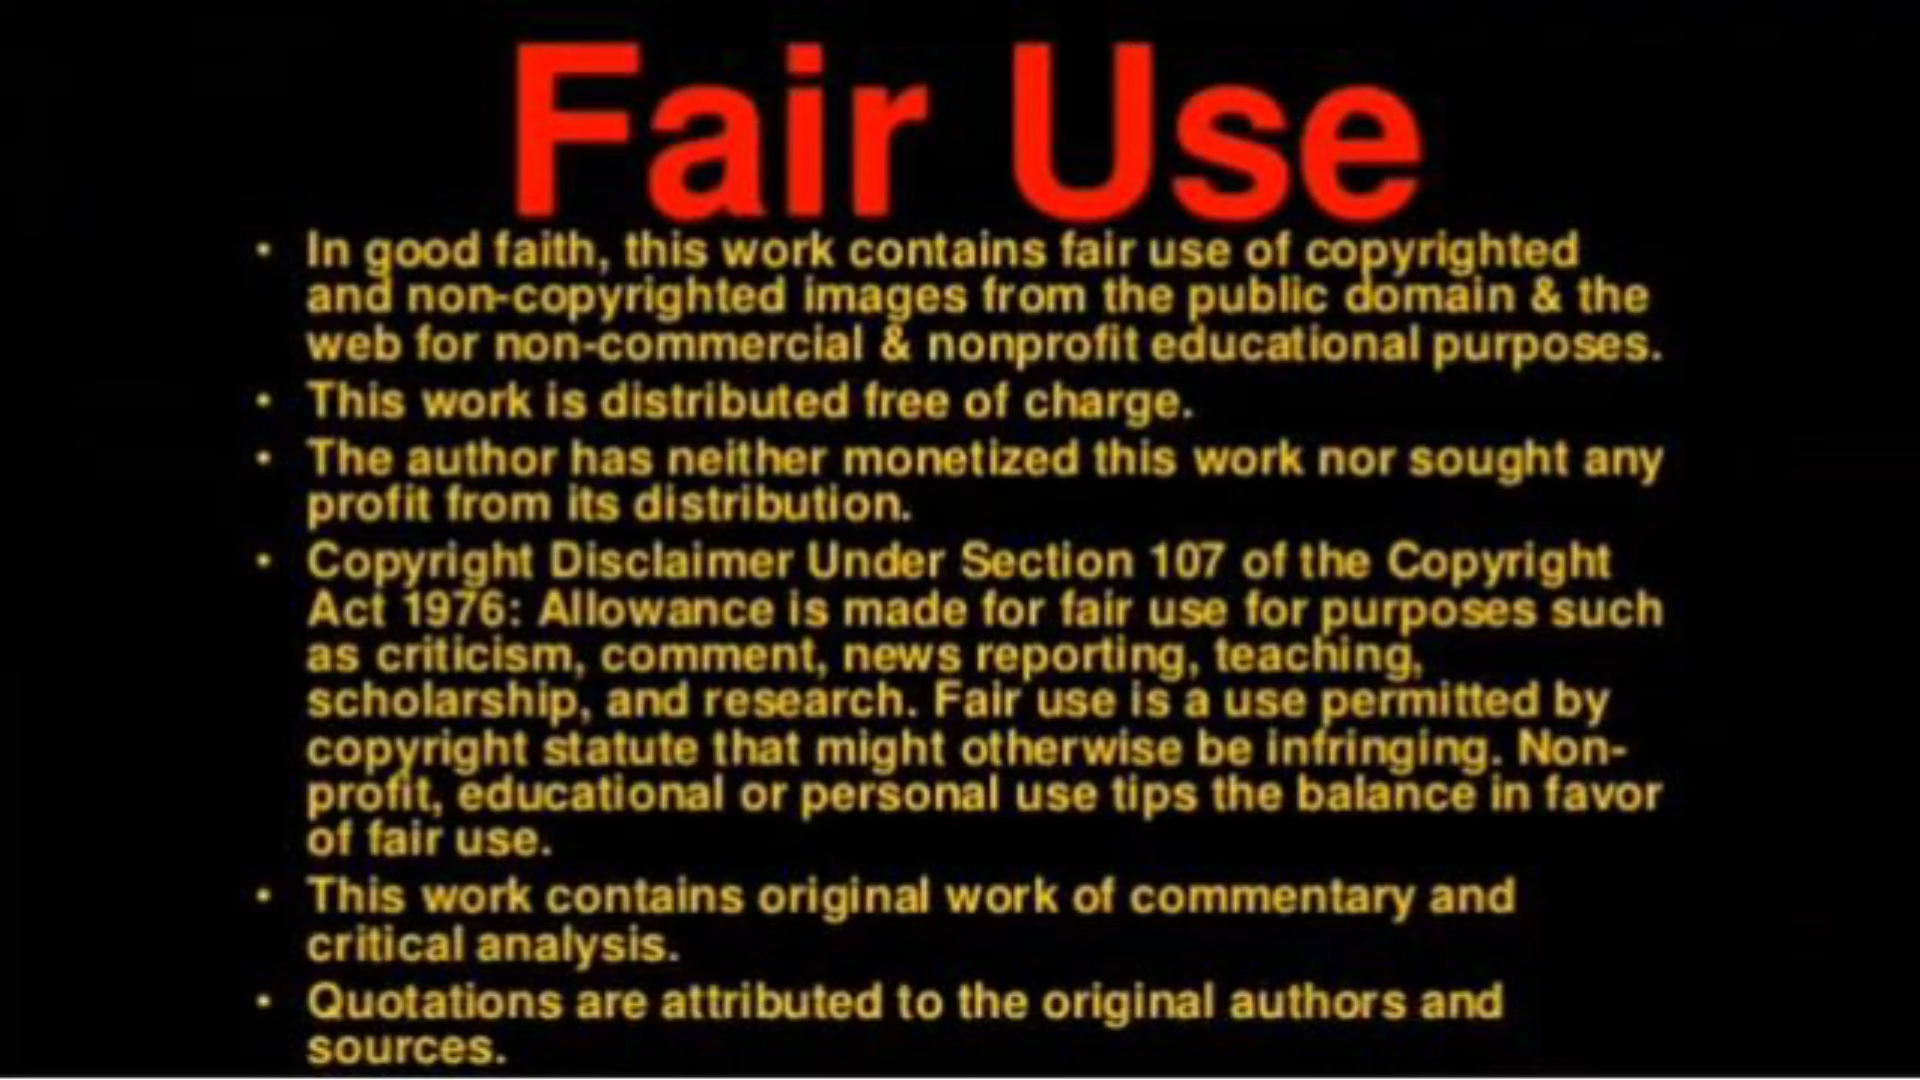 Fair Use
• In good faith, this work contains fair use of copyrighted
and non-copyrighted images from the public domain & the
web for non-commercial & nonprofit educational purposes.
• This work is distributed free of charge.
• The author has neither monetized this work nor sought any
profit from its distribution.
• Copyright Disclaimer Under Section 107 of the Copyright
Act 1976: Allowance is made for fair use for purposes such
as criticism, comment, news reporting, teaching,
scholarship, and research. Fair use is a use permitted by
copyright statute that might otherwise be infringing. Non-
profit, educational or personal use tips the balance in favor
of fair use.
• This work contains original work of commentary and
critical analysis.
• Quotations are attributed to the original authors and
sources.